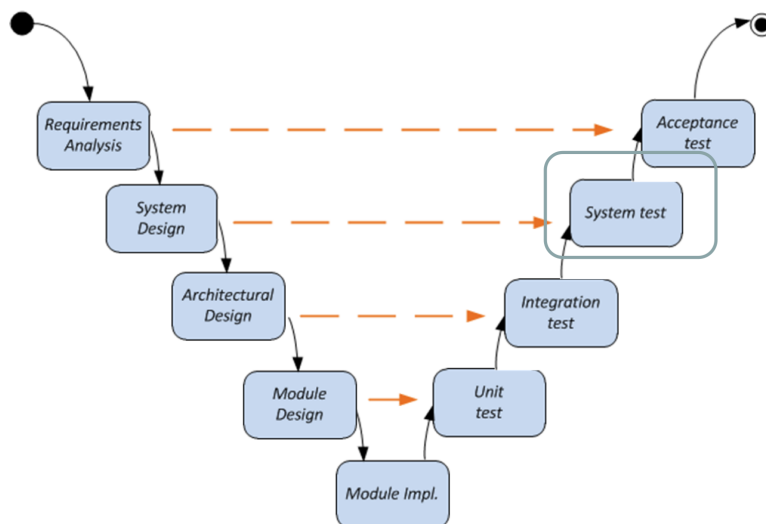 Requirements
Analysis
Acceptance
test
System
Design
System test
Architectural
Design
Integration
test
Module
Design
Unit
test
Module Impl.